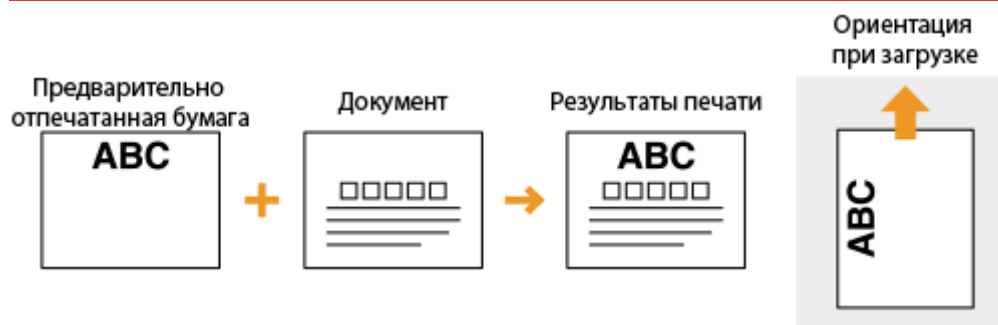 Ориентация
при загрузке
Предварительно
отпечатанная бумага
Документ
Результаты печати
ABC
ABC
ABC